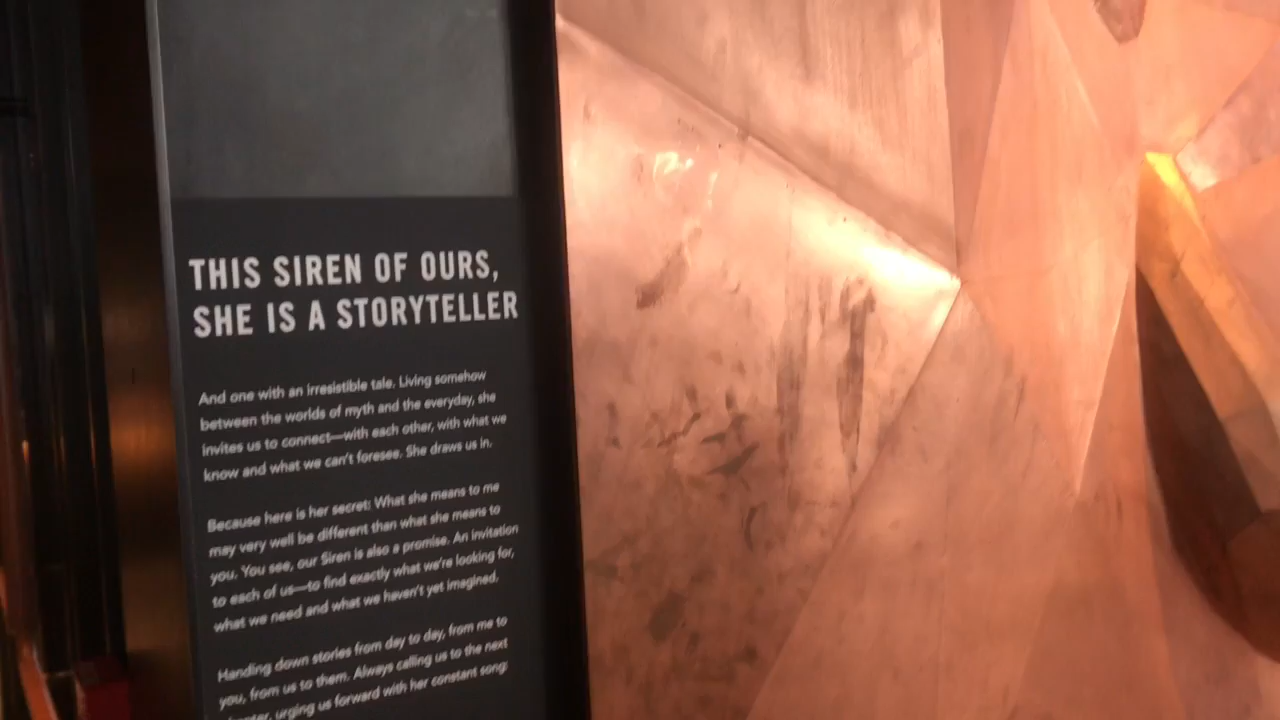 THIS SIREN OF OURS,
SHE IS A STORYTELLER
And one with an irresistible tale. Living somehow
between the worlds of myth and the everyday, she
invites us to connect—with each other, with what we
know and what we can't foresee. She draws us in.
Because here is her secret: What she means to me
may very well be different than what she means to
you. You see, our Siren is also a promise. An invitation
to each of us—to find exactly what we're looking for,
what we need and what we haven't yet imagined.
Handing down stories from day to day, from me to
you, from us to them. Always calling us to the next
urging us forward with her constant song: